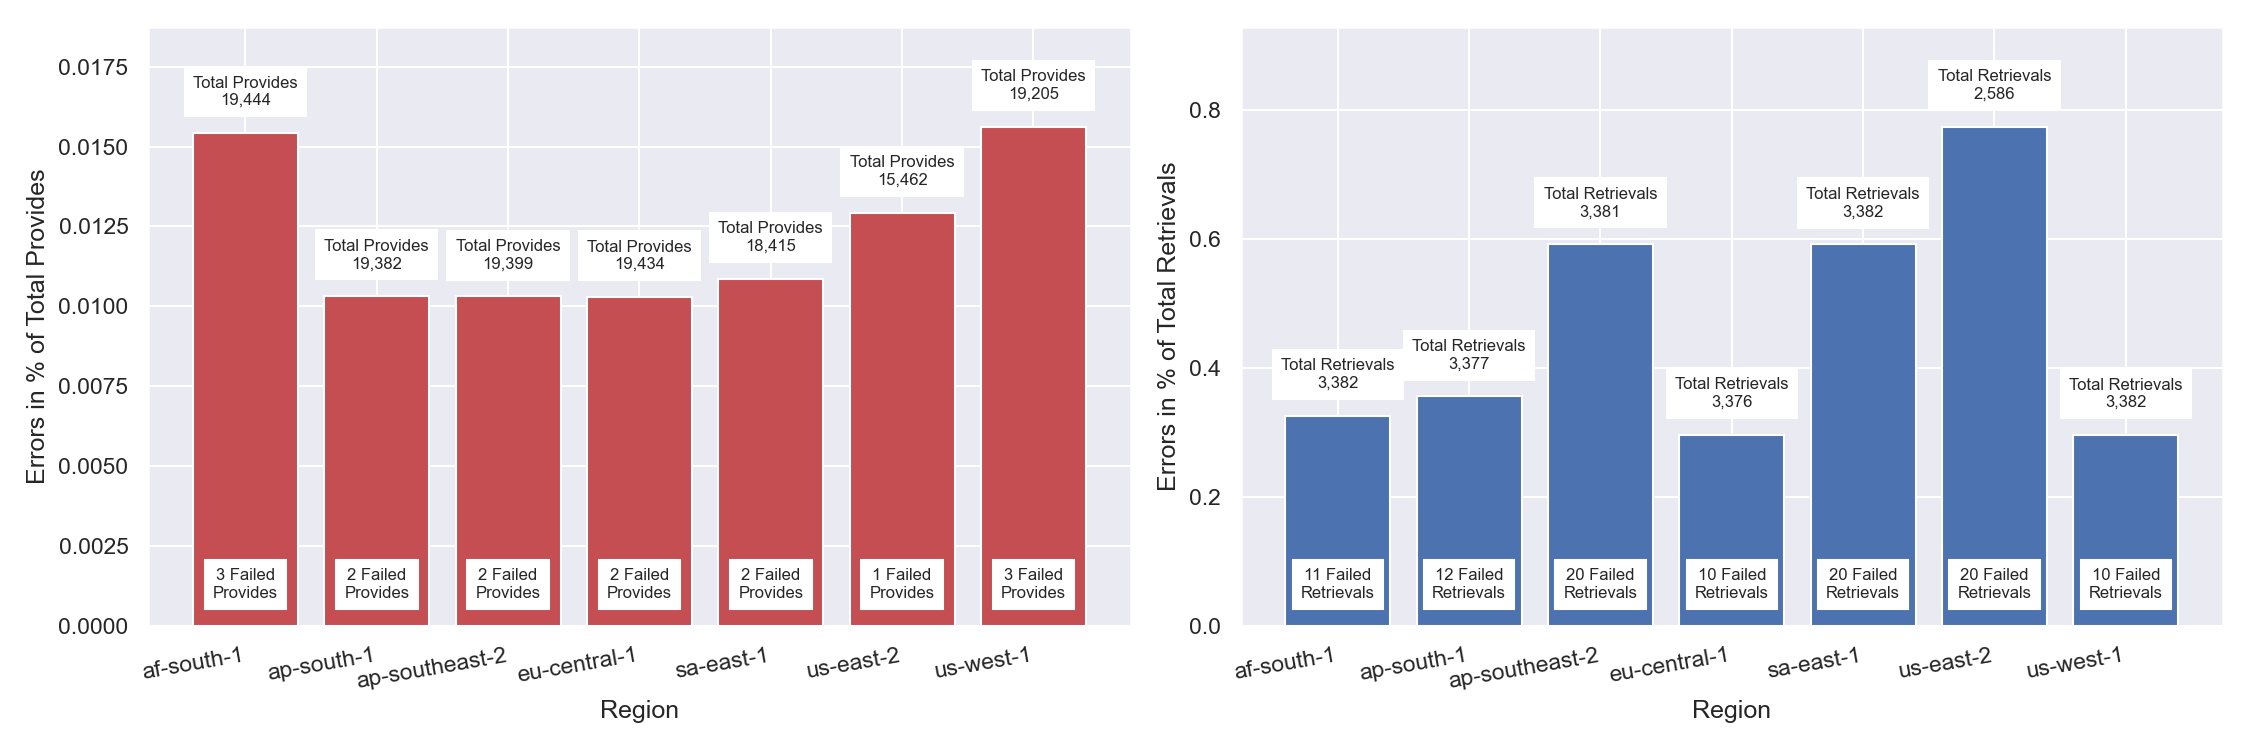 Errors in % of Total Provides
0.0175
0.0150
0.0125
0.0100
0.0075
0.0050
0.0025
0.0000
Total Provides
19,444
Total Provides
19,382
Total Provides
19,399
Total Provides
19,434
Total Provides
18,415
Total Provides
15,462
Total Provides
19,205
3 Failed
Provides
2 Failed
Provides
2 Failed
Provides
2 Failed
Provides
2 Failed
Provides
1 Failed
Provides
3 Failed
Provides
af-south-1
ap-south-1
ap-southeast-2
eu-central-1
sa-east-1
us-east-2
us-west-1
Region
Errors in % of Total Retrievals
0.8
0.6
0.4
0.2
0.0
Total Retrievals
3,382
Total Retrievals
3,377
Total Retrievals
3,381
Total Retrievals
3,376
Total Retrievals
3,382
Total Retrievals
2,586
Total Retrievals
3,382
11 Failed
Retrievals
12 Failed
Retrievals
20 Failed
Retrievals
10 Failed
Retrievals
20 Failed
Retrievals
20 Failed
Retrievals
10 Failed
Retrievals
af-south-1
ap-south-1
ap-southeast-2
eu-central-1
sa-east-1
us-east-2
us-west-1
Region